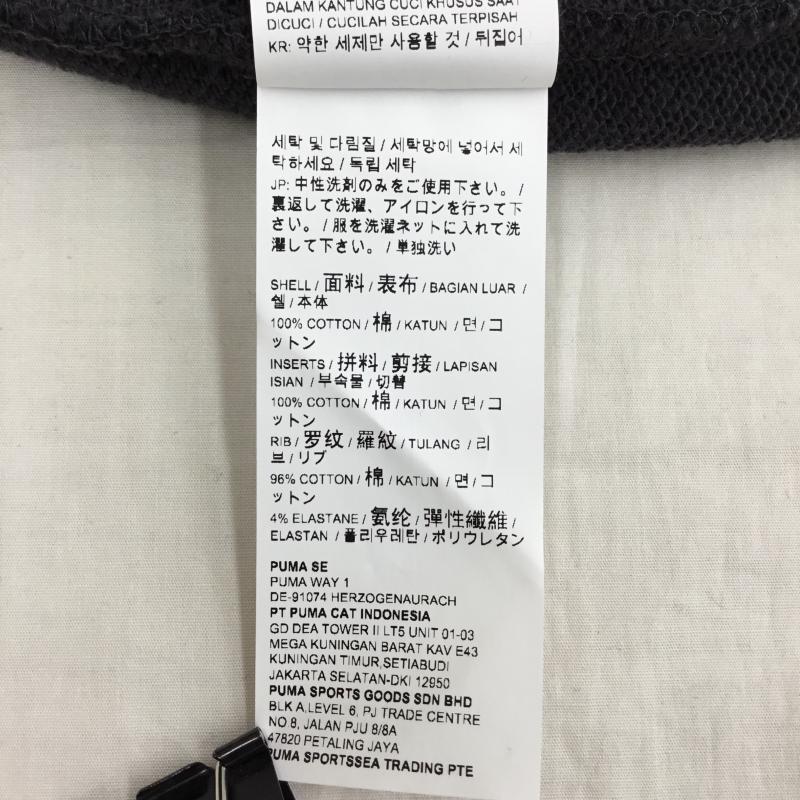 DALAM KANTUNG CUCI KHUSUS SAAT
DICUCI / CUCILAH SECARA TERPISAH
KR: 약한 세제만 사용할 것 / 뒤집어
세탁 및 다림질 / 세탁망에 넣어서 세
탁하세요 / 독립 세탁
JP: 中性洗剤のみをご使用下さい。 /
裏返して洗濯、アイロンを行って下
さい。 / 服を洗濯ネットに入れて洗
濯して下さい。 / 単独洗い
SHELL / 面料 / 表布 / BAGIAN LUAR /
쉘 / 本体
100% COTTON / 棉 / KATUN / 면 / コ
ットン
INSERTS / 拼料 / 剪接 / LAPISAN
ISIAN / 부속물 / 切替
100% COTTON / 棉 / KATUN / 면 / コ
ットン
RIB / 罗纹 / 羅紋 / TULANG / 리
브 / リブ
96% COTTON / 棉 / KATUN / 면 / コ
ットン
4% ELASTANE / 氨纶 / 彈性纖維 /
ELASTAN / 폴리우레탄 / ポリウレタン
PUMA SE
PUMA WAY 1
DE-91074 HERZOGENAURACH
PT PUMA CAT INDONESIA
GD DEA TOWER II LT5 UNIT 01-03
MEGA KUNINGAN BARAT KAV E43
KUNINGAN TIMUR,SETIABUDI
JAKARTA SELATAN-DKI 12950
PUMA SPORTS GOODS SDN BHD
BLK A,LEVEL 6, PJ TRADE CENTRE
NO.8, JALAN PJU 8/8A
47820 PETALING JAYA
PUMA SPORTSSEA TRADING PTE